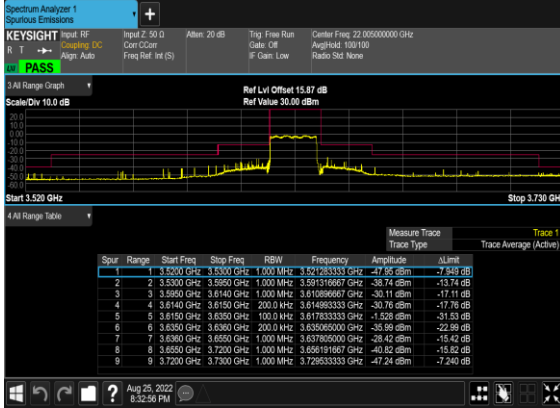 Spectrum Analyzer 1
Spurious Emissions
+
KEYSIGHT Input: RF Input Z: 50 Ω Atten: 20 dB Trig: Free Run Center Freq: 22.005000000 GHz
R T Coupling: DC Corr CCorr Gate: Off Avg|Hold: 100/100
Align: Auto Freq Ref: Int (S) IF Gain: Low Radio Std: None
LXI PASS
3 All Range Graph
Ref Lvl Offset 15.87 dB
Scale/Div 10.0 dB Ref Value 30.00 dBm
20.0
10.0
0.00
-10.0
-20.0
-30.0
-40.0
-50.0
-60.0
Start 3.520 GHz Stop 3.730 GHz
4 All Range Table
Measure Trace Trace 1
Trace Type Trace Average (Active)
Spur Range Start Freq Stop Freq RBW Frequency Amplitude ΔLimit
1 1 3.5200 GHz 3.5300 GHz 1.000 MHz 3.521283333 GHz -47.95 dBm -7.949 dB
2 2 3.5300 GHz 3.5950 GHz 1.000 MHz 3.591316667 GHz -38.74 dBm -13.74 dB
3 3 3.5950 GHz 3.6140 GHz 1.000 MHz 3.610896667 GHz -30.11 dBm -17.11 dB
4 4 3.6140 GHz 3.6150 GHz 200.0 kHz 3.614993333 GHz -30.76 dBm -17.76 dB
5 5 3.6150 GHz 3.6350 GHz 100.0 kHz 3.617833333 GHz -1.528 dBm -31.53 dB
6 6 3.6350 GHz 3.6360 GHz 200.0 kHz 3.635065000 GHz -35.99 dBm -22.99 dB
7 7 3.6360 GHz 3.6550 GHz 1.000 MHz 3.637805000 GHz -28.42 dBm -15.42 dB
8 8 3.6550 GHz 3.7200 GHz 1.000 MHz 3.656191667 GHz -40.82 dBm -15.82 dB
9 9 3.7200 GHz 3.7300 GHz 1.000 MHz 3.729533333 GHz -47.24 dBm -7.240 dB
? Aug 25, 2022
8:32:56 PM